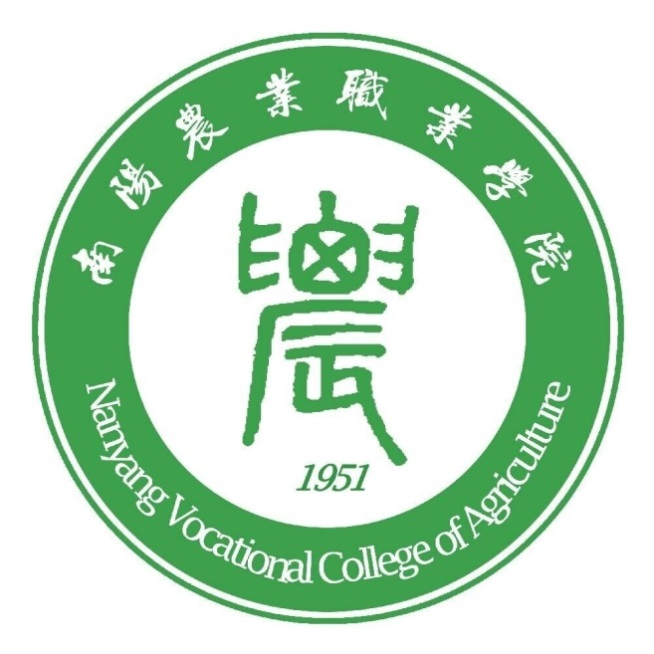 南陽農業職業學院
農
1951
Nanyang Vocational College of Agriculture